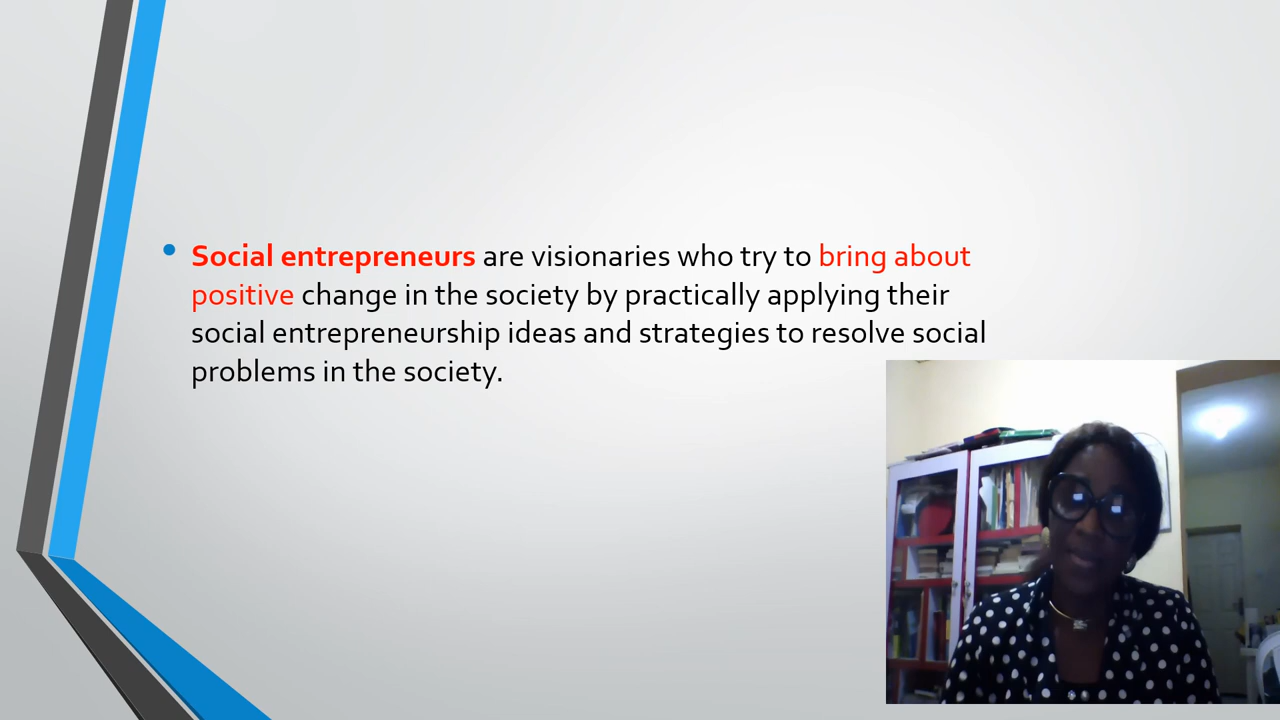 Social entrepreneurs are visionaries who try to bring about
positive change in the society by practically applying their
social entrepreneurship ideas and strategies to resolve social
problems in the society.